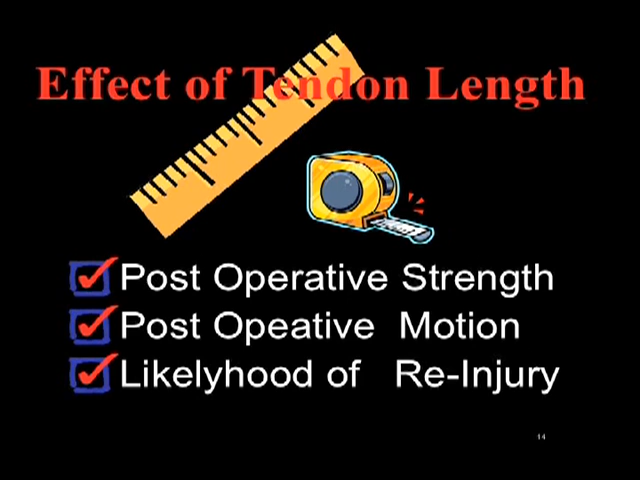 Effect of Tendon Length
Post Operative Strength
Post Opeative Motion
Likelyhood of Re-Injury
14